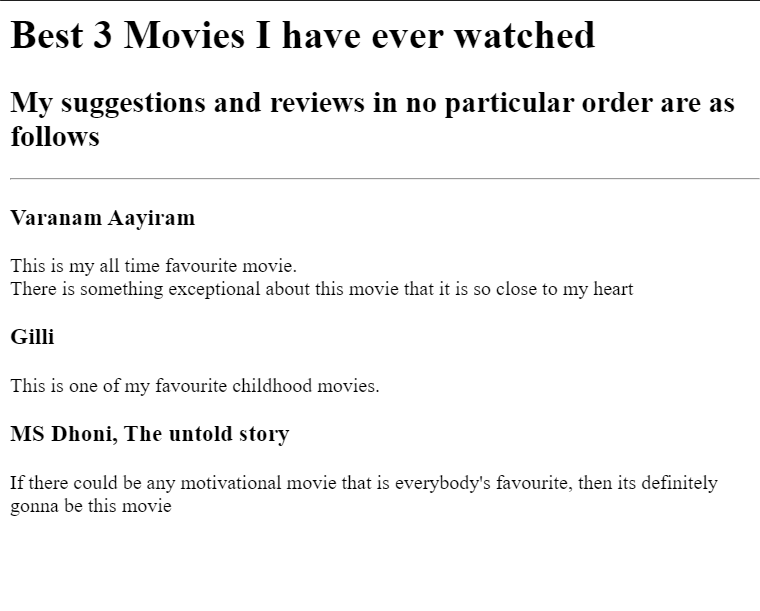 Best 3 Movies I have ever watched
My suggestions and reviews in no particular order are as
follows
Varanam Aayiram
This is my all time favourite movie.
There is something exceptional about this movie that it is so close to my heart
Gilli
This is one of my favourite childhood movies.
MS Dhoni, The untold story
If there could be any motivational movie that is everybody's favourite, then its definitely
gonna be this movie